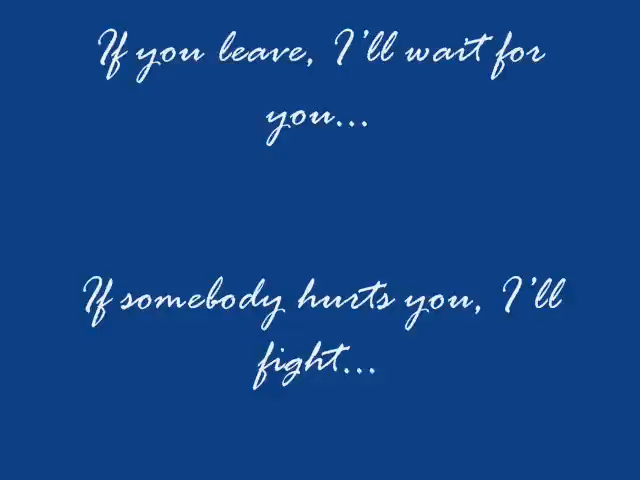 If you leave, I'll wait for
you...
If somebody hurts you, I'll
fight...